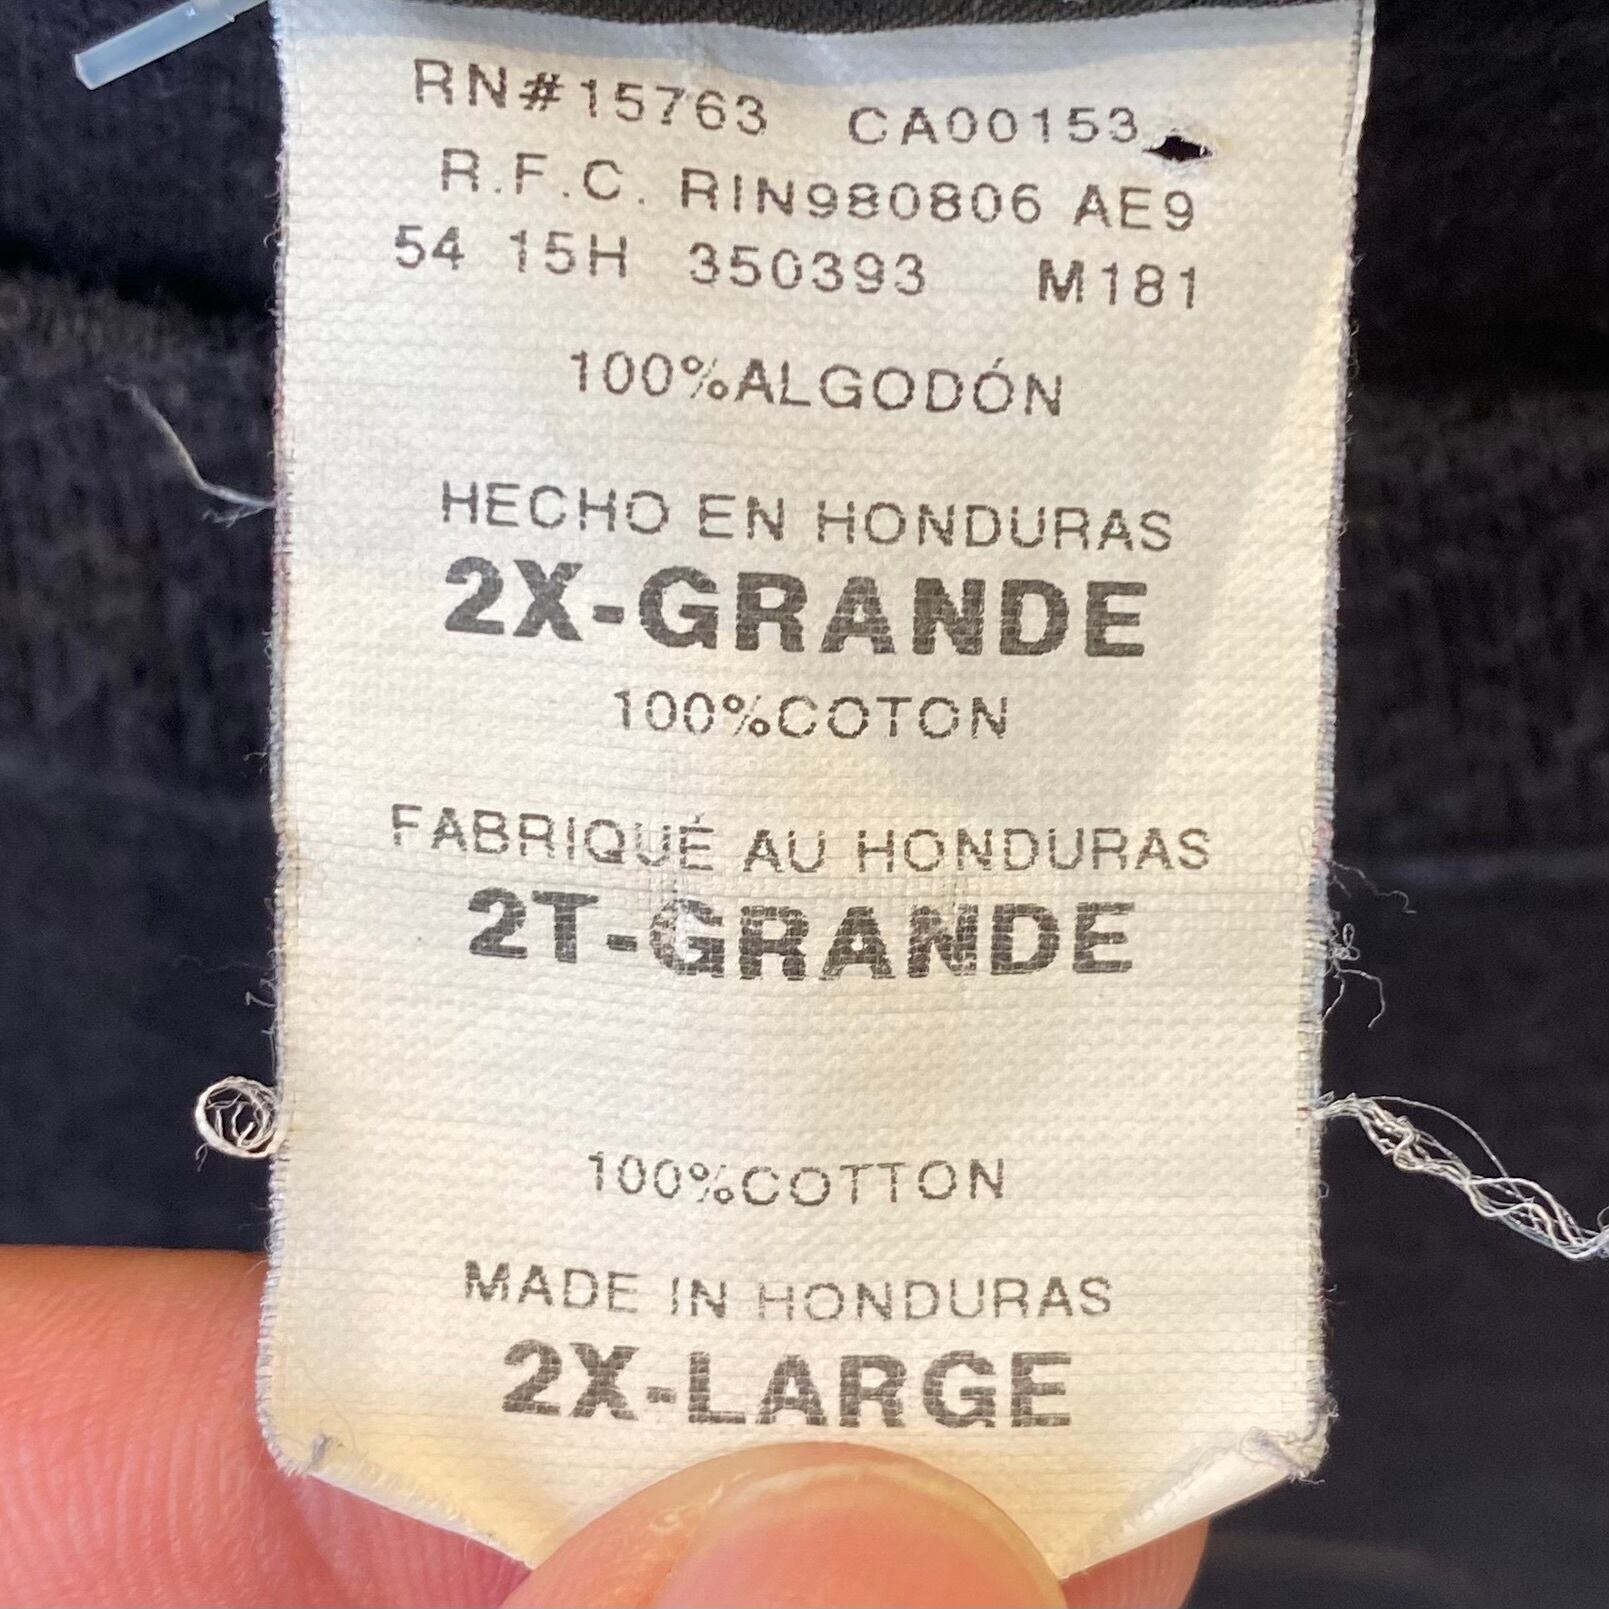 RN#15763 CA00153
R.F.C. RIN980806 AE9
54 15H 350393 M181
100%ALGODÓN
HECHO EN HONDURAS
2X-GRANDE
100%COTON
FABRIQUÉ AU HONDURAS
2T-GRANDE
100%COTTON
MADE IN HONDURAS
2X-LARGE